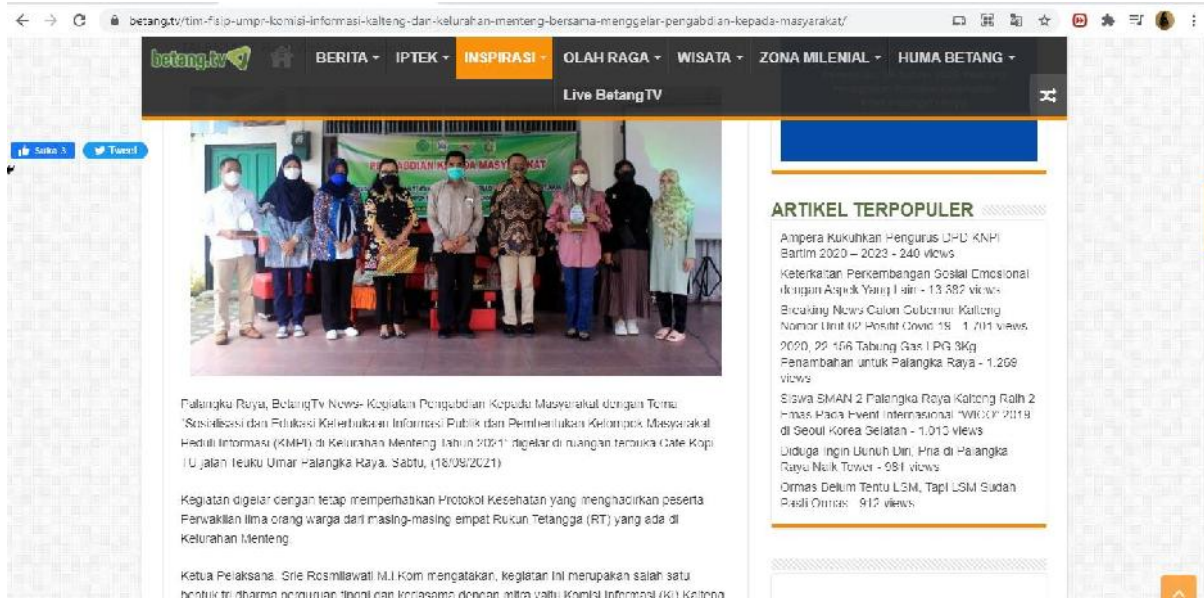 betang.tv/tim-fisip-umpr-komisi-informasi-kalteng-dan-kelurahan-menteng-bersama-menggelar-pengabdian-kepada-masyarakat/
betang.tv
BERITA
IPTEK
INSPIRASI
OLAH RAGA
WISATA
ZONA MILENIAL
HUMA BETANG
Live BetangTV
Suka 3
Tweet
PENGABDIAN KEPADA MASYARAKAT
Palangka Raya, BetangTv News- Kegiatan Pengabdian Kepada Masyarakat dengan Tema
"Sosialisasi dan Edukasi Keterbukaan Informasi Publik dan Pembentukan Kelompok Masyarakat
Peduli Informasi (KMPI) di Kelurahan Menteng Tahun 2021" digelar di ruangan terbuka Cafe Kopi
TU jalan Teuku Umar Palangka Raya. Sabtu, (18/09/2021)
Kegiatan digelar dengan tetap memperhatikan Protokol Kesehatan yang menghadirkan peserta
Perwakilan lima orang warga dari masing-masing empat Rukun Tetangga (RT) yang ada di
Kelurahan Menteng.
Ketua Pelaksana, Srie Rosmilawati M.I.Kom mengatakan, kegiatan ini merupakan salah satu
bentuk tri dharma perguruan tinggi dan kerjasama dengan mitra yaitu Komisi Informasi (KI) Kalteng
ARTIKEL TERPOPULER
Ampera Kukuhkan Pengurus DPD KNPI
Bartim 2020 – 2023 - 240 views
Keterkaitan Perkembangan Sosial Emosional
dengan Aspek Yang Lain - 13.382 views
Breaking News Calon Gubernur Kalteng
Nomor Urut 02 Positif Covid 19 - 1.701 views
2020, 22.156 Tabung Gas LPG 3Kg
Penambahan untuk Palangka Raya - 1.269
views
Siswa SMAN 2 Palangka Raya Kalteng Raih 2
Emas Pada Event Internasional "WICO" 2019
di Seoul Korea Selatan - 1.013 views
Diduga Ingin Bunuh Diri, Pria di Palangka
Raya Naik Tower - 981 views
Ormas Belum Tentu LSM, Tapi LSM Sudah
Pasti Ormas - 912 views